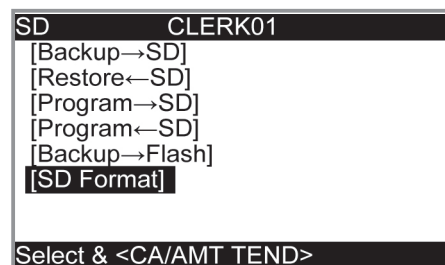 SD CLERK01
[Backup→SD]
[Restore←SD]
[Program→SD]
[Program←SD]
[Backup→Flash]
[SD Format]
Select & <CA/AMT TEND>